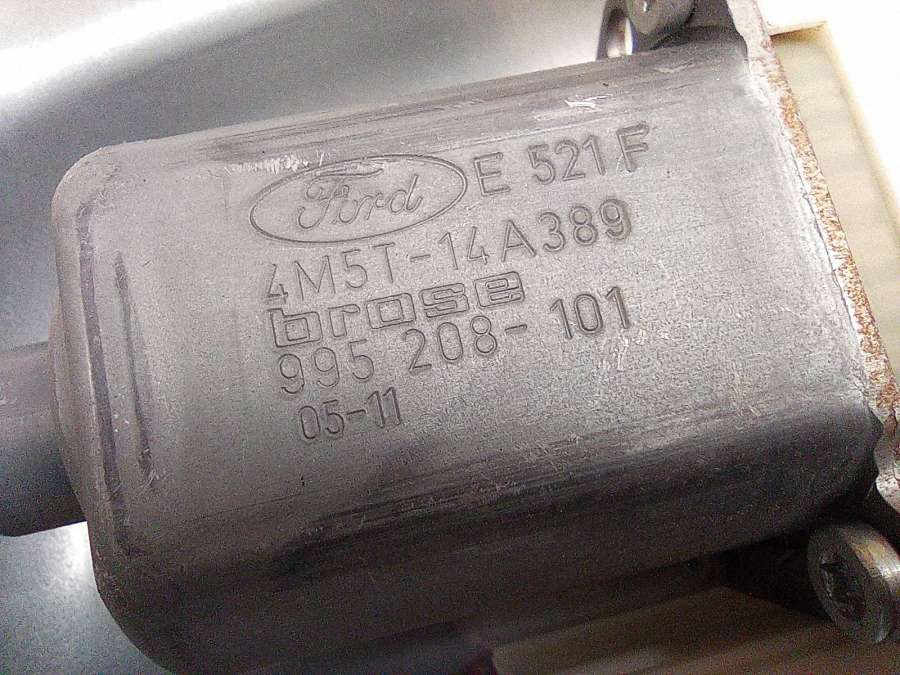 Ford E 521 F
4M5T-14A389
brose
995 208-101
05-11